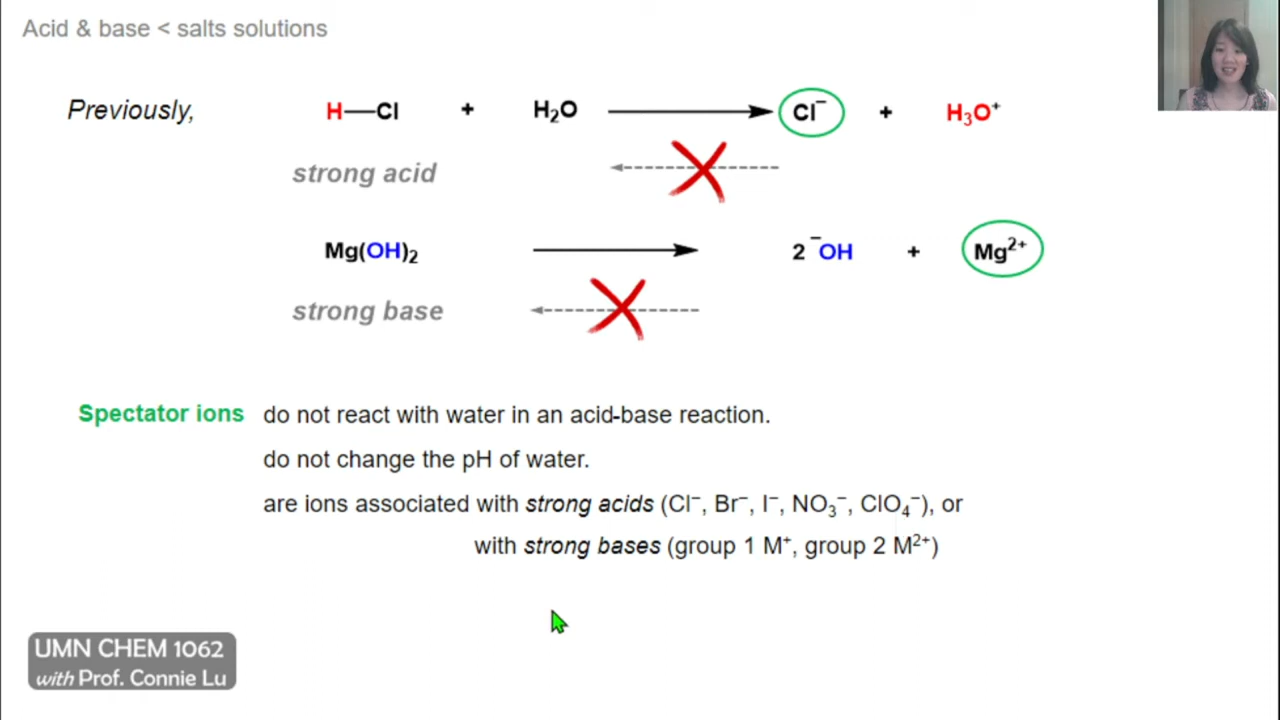 Acid & base < salts solutions
Previously, H—Cl + H₂O Cl⁻ + H₃O⁺
strong acid
Mg(OH)₂ 2 ⁻OH + Mg²⁺
strong base
Spectator ions do not react with water in an acid-base reaction.
do not change the pH of water.
are ions associated with strong acids (Cl⁻, Br⁻, I⁻, NO₃⁻, ClO₄⁻), or
with strong bases (group 1 M⁺, group 2 M²⁺)
UMN CHEM 1062
with Prof. Connie Lu